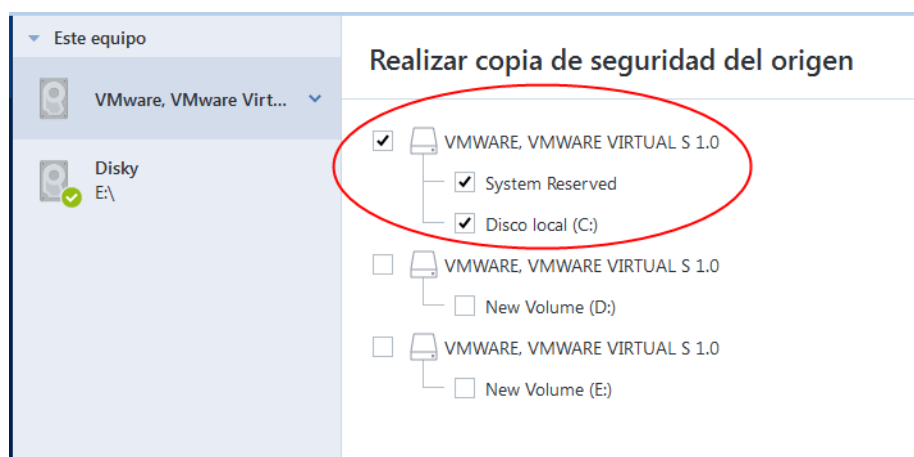 Este equipo
VMware, VMware Virt...
Disky
E:\
Realizar copia de seguridad del origen
VMWARE, VMWARE VIRTUAL S 1.0
System Reserved
Disco local (C:)
VMWARE, VMWARE VIRTUAL S 1.0
New Volume (D:)
VMWARE, VMWARE VIRTUAL S 1.0
New Volume (E:)